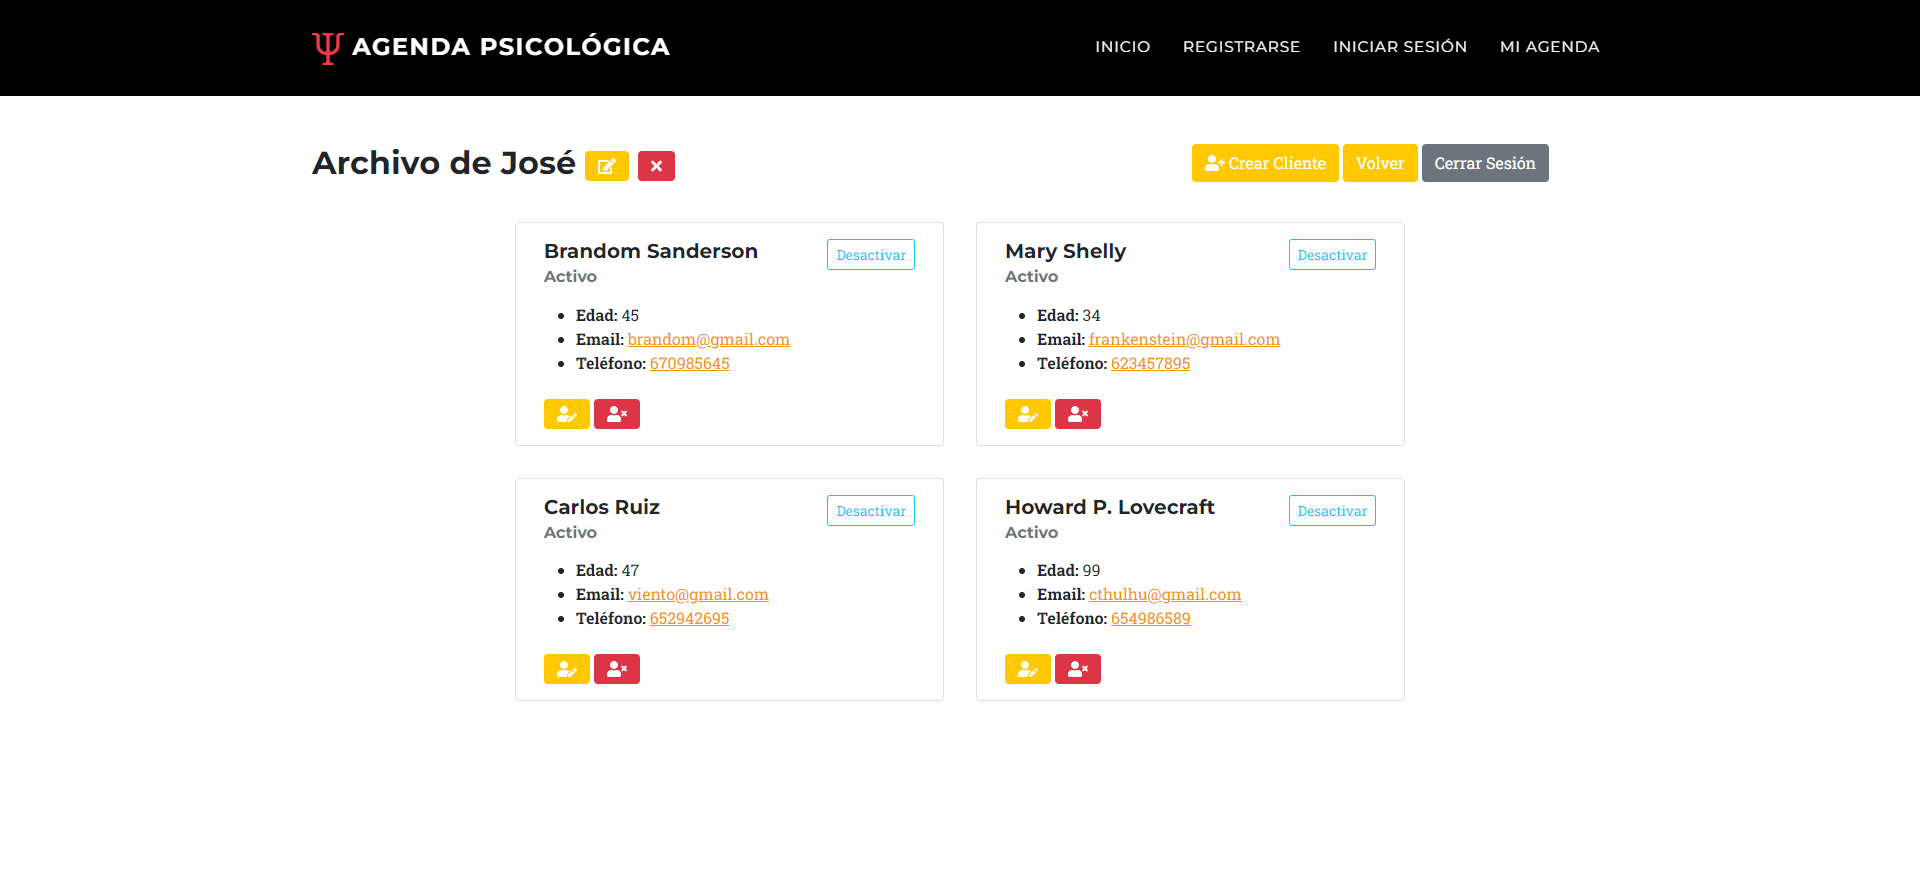 AGENDA PSICOLÓGICA
INICIO REGISTRARSE INICIAR SESIÓN MI AGENDA
Archivo de José
Crear Cliente Volver Cerrar Sesión
Brandom Sanderson
Desactivar
Activo
Edad: 45
Email: brandom@gmail.com
Teléfono: 670985645
Mary Shelly
Desactivar
Activo
Edad: 34
Email: frankenstein@gmail.com
Teléfono: 623457895
Carlos Ruiz
Desactivar
Activo
Edad: 47
Email: viento@gmail.com
Teléfono: 652942695
Howard P. Lovecraft
Desactivar
Activo
Edad: 99
Email: cthulhu@gmail.com
Teléfono: 654986589